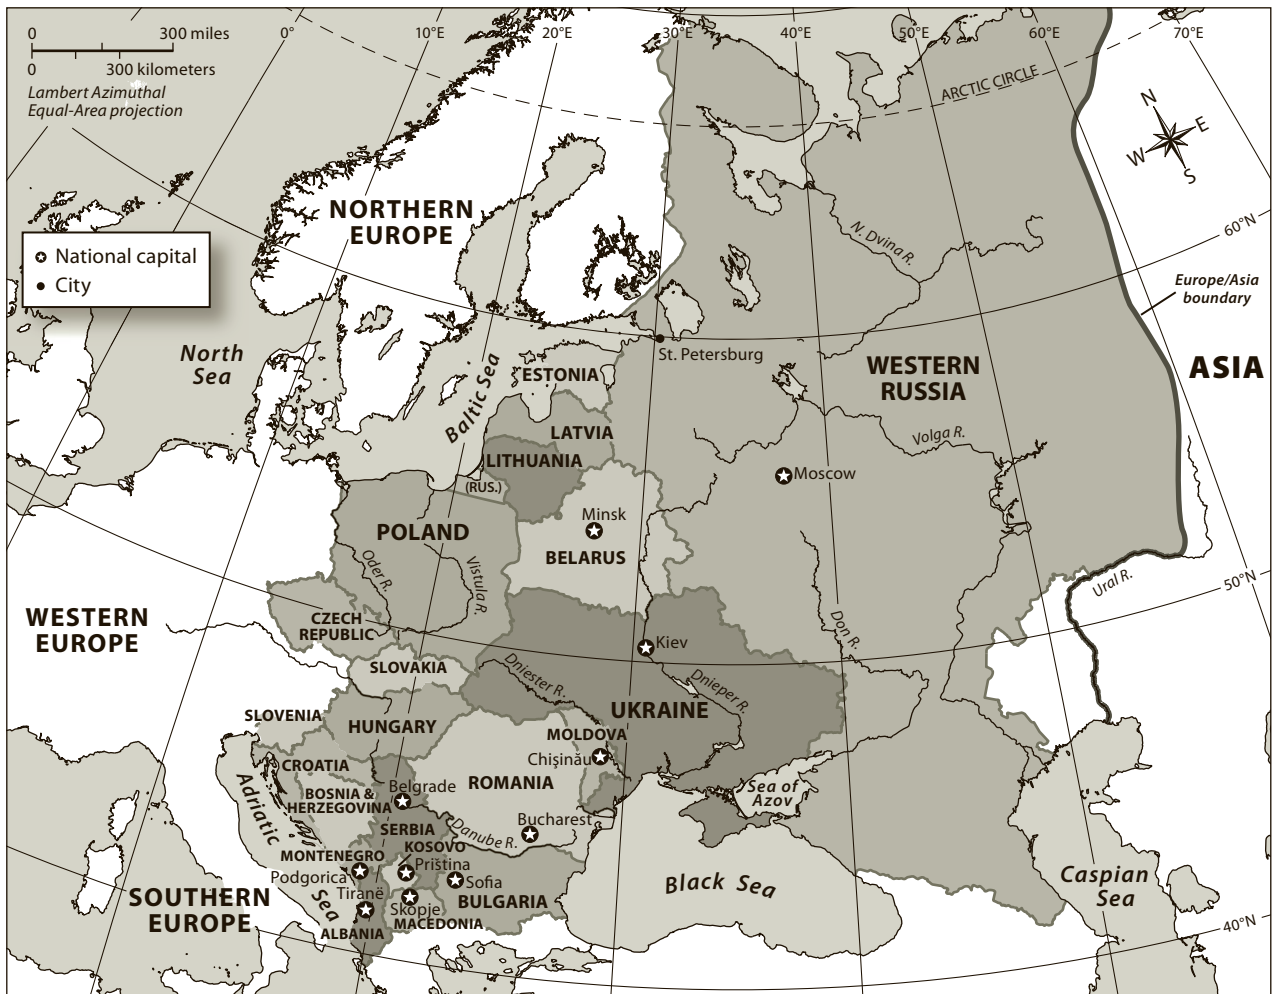 0 300 miles
0 300 kilometers
Lambert Azimuthal
Equal-Area projection
0°
10°E
20°E
30°E
40°E
50°E
60°E
70°E
ARCTIC CIRCLE
N
E
W
S
NORTHERN
EUROPE
National capital
City
N. Dvina R.
60°N
Europe/Asia
boundary
North
Sea
St. Petersburg
WESTERN
RUSSIA
ASIA
ESTONIA
Baltic Sea
LATVIA
Volga R.
LITHUANIA
(RUS.)
Moscow
Minsk
POLAND
BELARUS
Oder R.
Vistula R.
Ural R.
50°N
WESTERN
EUROPE
CZECH
REPUBLIC
Kiev
Don R.
SLOVAKIA
Dniester R.
Dnieper R.
UKRAINE
SLOVENIA
HUNGARY
MOLDOVA
Chişinău
CROATIA
ROMANIA
BOSNIA &
HERZEGOVINA
Belgrade
Sea of
Azov
Adriatic
Sea
Bucharest
SERBIA
Danube R.
KOSOVO
MONTENEGRO
Priština
Podgorica
Sofia
Black Sea
Caspian
Sea
SOUTHERN
EUROPE
Tiranë
Skopje
BULGARIA
MACEDONIA
ALBANIA
40°N